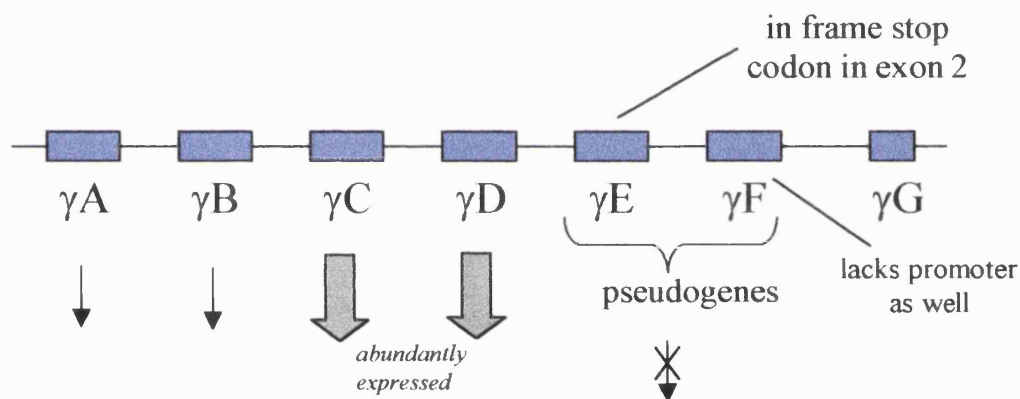 in frame stop
codon in exon 2
γA
γB
γC
γD
γE
γF
γG
lacks promoter
as well
pseudogenes
abundantly
expressed